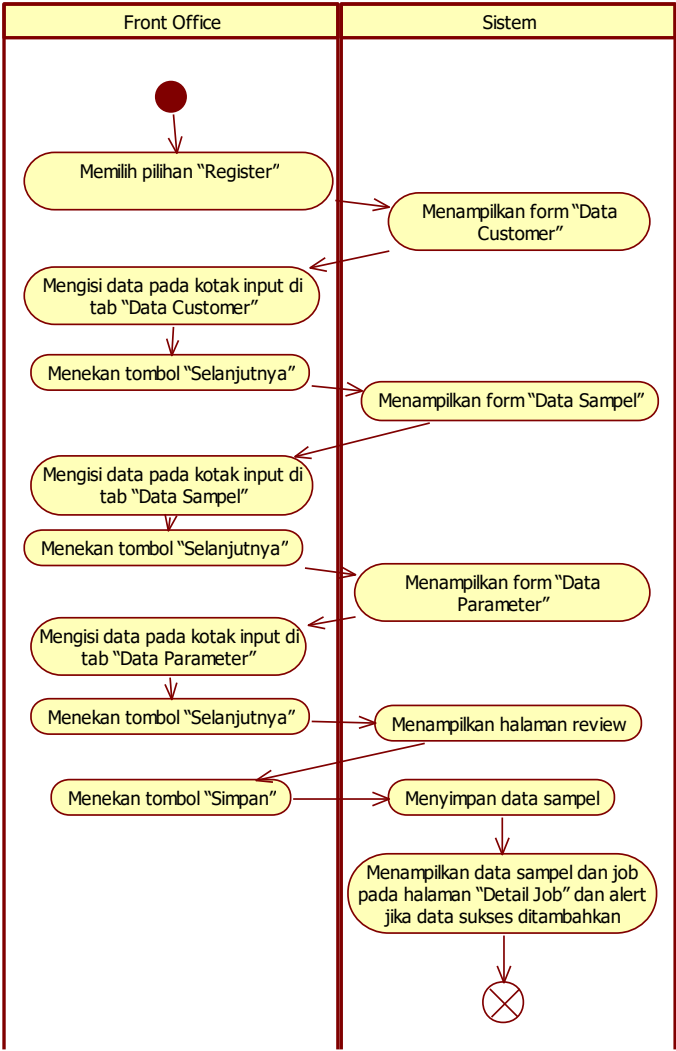 Front Office
Sistem
Memilih pilihan “Register”
Menampilkan form “Data
Customer”
Mengisi data pada kotak input di
tab “Data Customer”
Menekan tombol “Selanjutnya”
Menampilkan form “Data Sampel”
Mengisi data pada kotak input di
tab “Data Sampel”
Menekan tombol “Selanjutnya”
Menampilkan form “Data
Parameter”
Mengisi data pada kotak input di
tab “Data Parameter”
Menekan tombol “Selanjutnya”
Menampilkan halaman review
Menekan tombol “Simpan”
Menyimpan data sampel
Menampilkan data sampel dan job
pada halaman “Detail Job” dan alert
jika data sukses ditambahkan